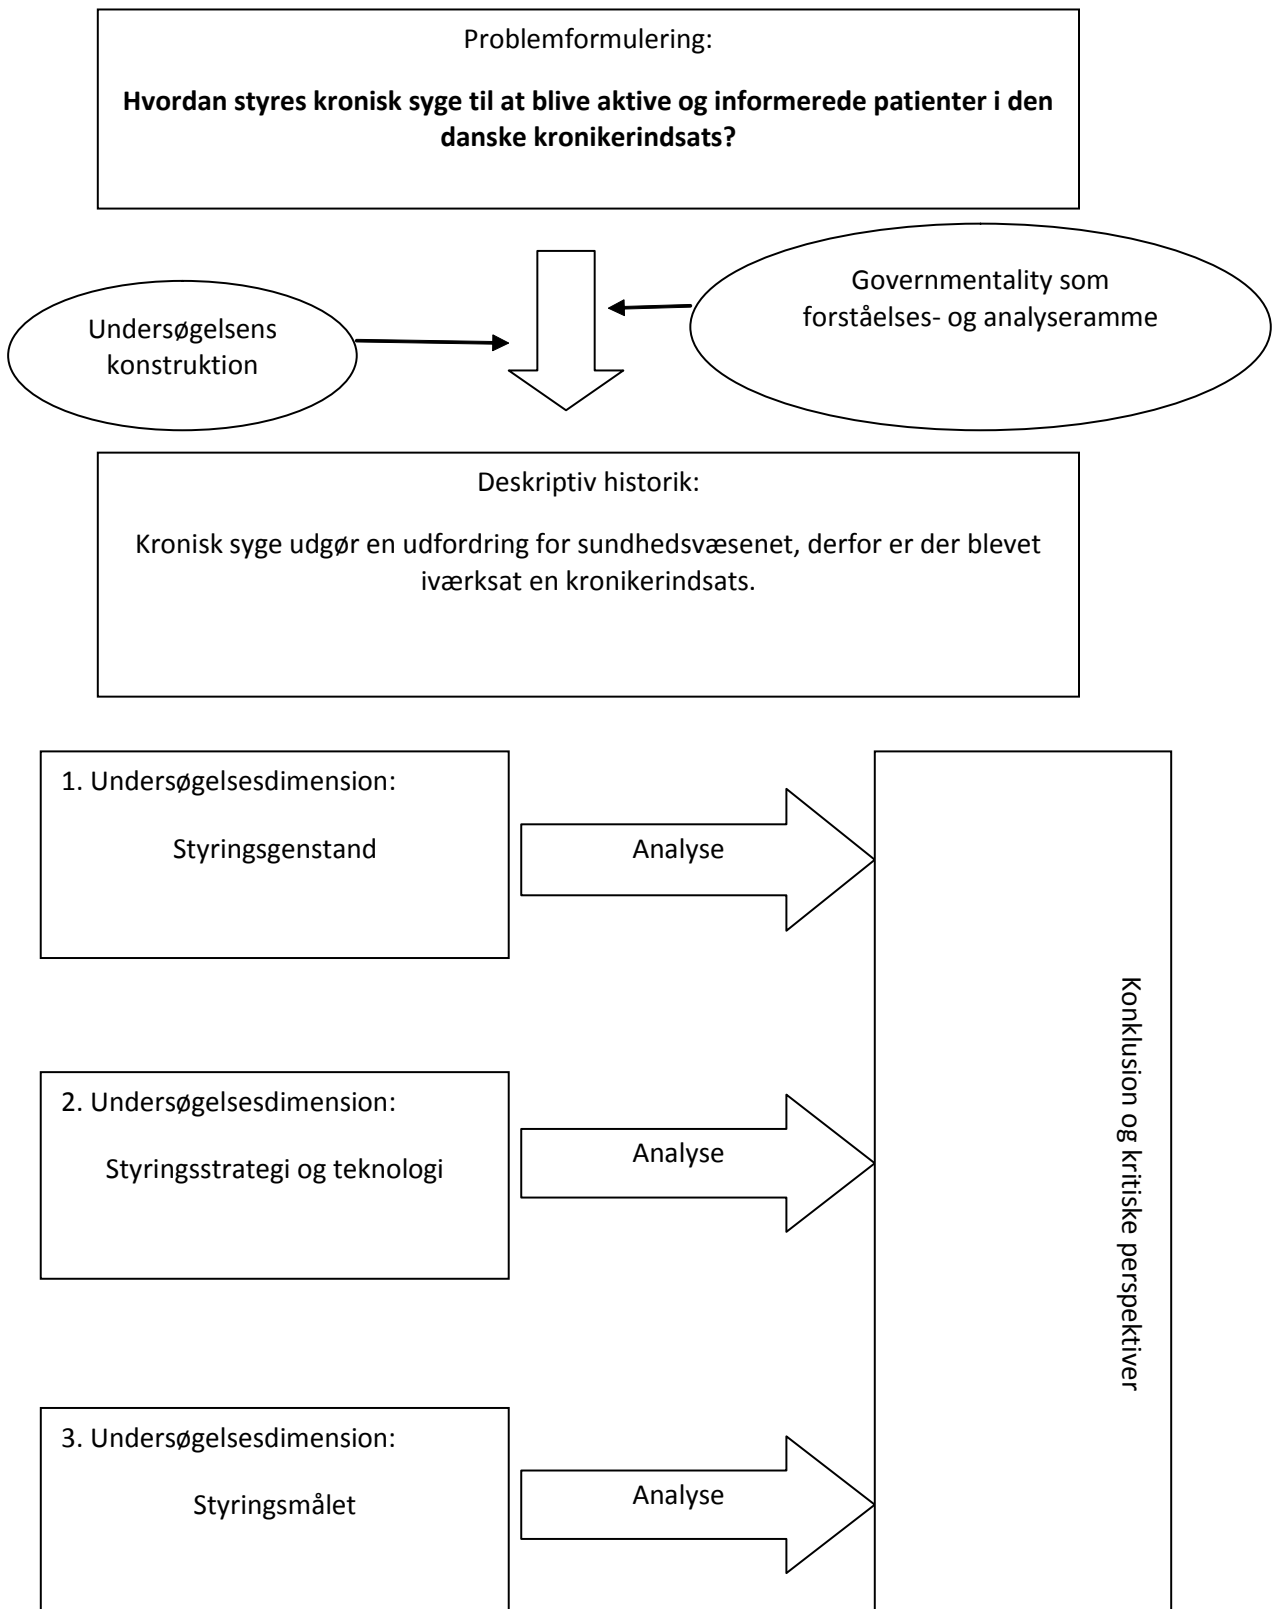 Problemformulering:
Hvordan styres kronisk syge til at blive aktive og informerede patienter i den
danske kronikerindsats?
Undersøgelsens
konstruktion
Governmentality som
forståelses- og analyseramme
Deskriptiv historik:
Kronisk syge udgør en udfordring for sundhedsvæsenet, derfor er der blevet
iværksat en kronikerindsats.
1. Undersøgelsesdimension:
Styringsgenstand
Analyse
2. Undersøgelsesdimension:
Styringsstrategi og teknologi
Analyse
3. Undersøgelsesdimension:
Styringsmålet
Analyse
Konklusion og kritiske perspektiver